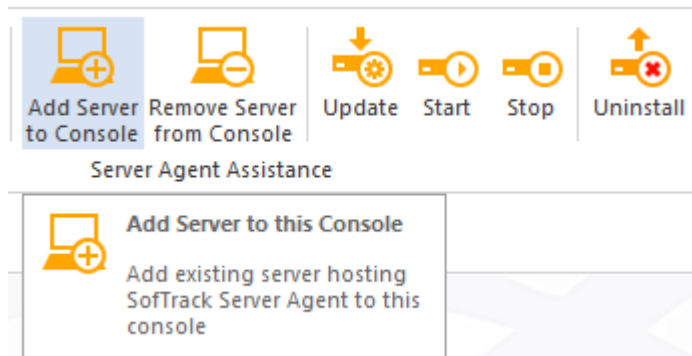 Add Server Remove Server Update Start Stop Uninstall
to Console from Console
Server Agent Assistance
Add Server to this Console
Add existing server hosting
SofTrack Server Agent to this
console